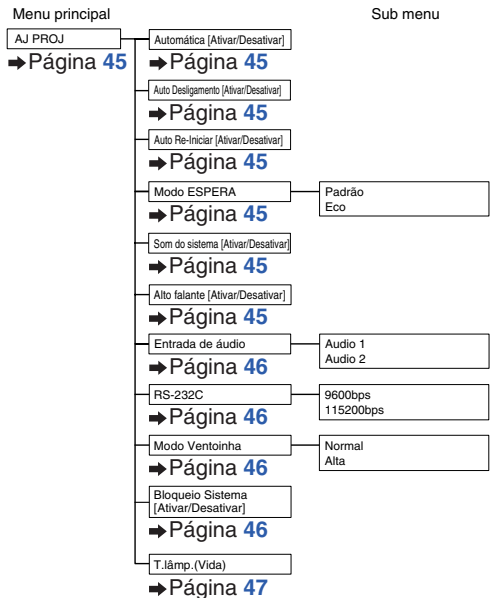 Menu principal
Sub menu
AJ PROJ
➡Página 45
Automática [Ativar/Desativar]
➡Página 45
Auto Desligamento [Ativar/Desativar]
➡Página 45
Auto Re-Iniciar [Ativar/Desativar]
➡Página 45
Modo ESPERA
➡Página 45
Padrão
Eco
Som do sistema [Ativar/Desativar]
➡Página 45
Alto falante [Ativar/Desativar]
➡Página 45
Entrada de áudio
➡Página 46
Audio 1
Audio 2
RS-232C
➡Página 46
9600bps
115200bps
Modo Ventoinha
➡Página 46
Normal
Alta
Bloqueio Sistema
[Ativar/Desativar]
➡Página 46
T.lâmp.(Vida)
➡Página 47